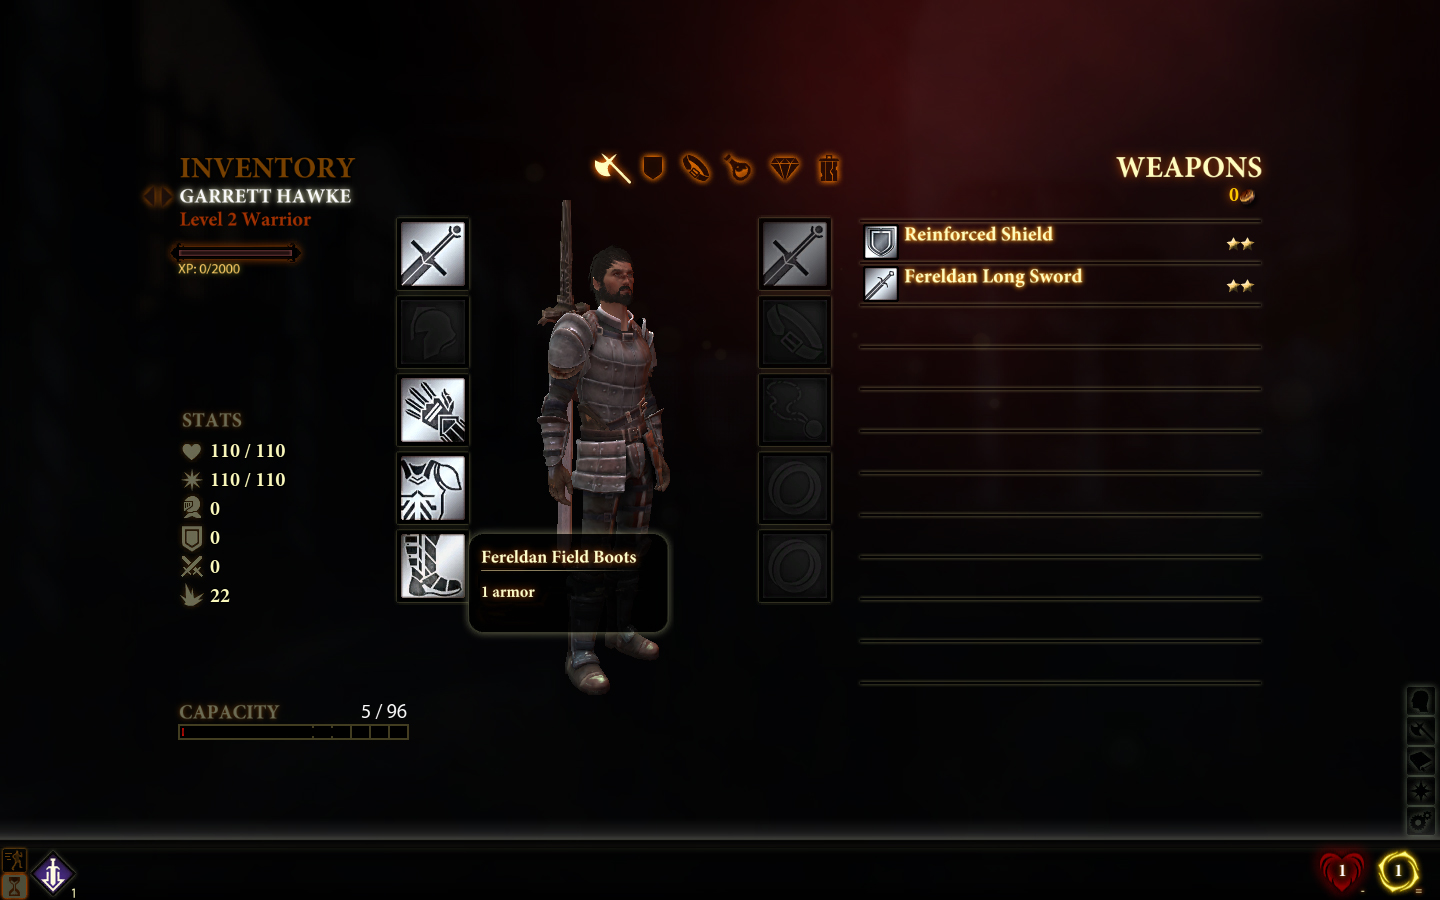 INVENTORY
GARRETT HAWKE
Level 2 Warrior
XP: 0/2000
WEAPONS
0
Reinforced Shield
Fereldan Long Sword
STATS
110 / 110
110 / 110
0
0
0
22
Fereldan Field Boots
1 armor
CAPACITY 5 / 96
1
1
1